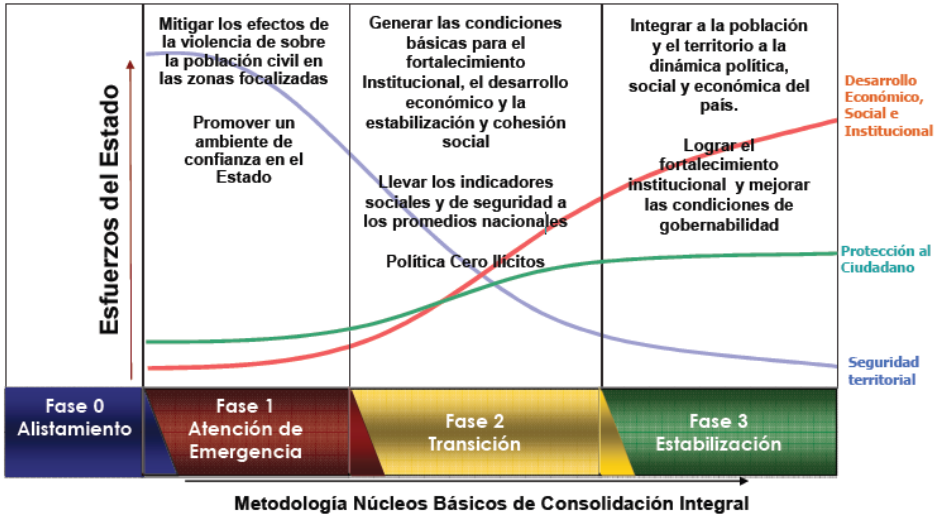 Esfuerzos del Estado
Mitigar los efectos de
la violencia de sobre
la población civil en
las zonas focalizadas
Promover un
ambiente de
confianza en el
Estado
Generar las condiciones
básicas para el
fortalecimiento
Institucional, el desarrollo
económico y la
estabilización y cohesión
social
Llevar los indicadores
sociales y de seguridad a
los promedios nacionales
Política Cero Ilícitos
Integrar a la población
y el territorio a la
dinámica política,
social y económica del
país.
Lograr el
fortalecimiento
institucional y mejorar
las condiciones de
gobernabilidad
Desarrollo
Económico,
Social e
Institucional
Protección al
Ciudadano
Seguridad
territorial
Fase 0
Alistamiento
Fase 1
Atención de
Emergencia
Fase 2
Transición
Fase 3
Estabilización
Metodología Núcleos Básicos de Consolidación Integral